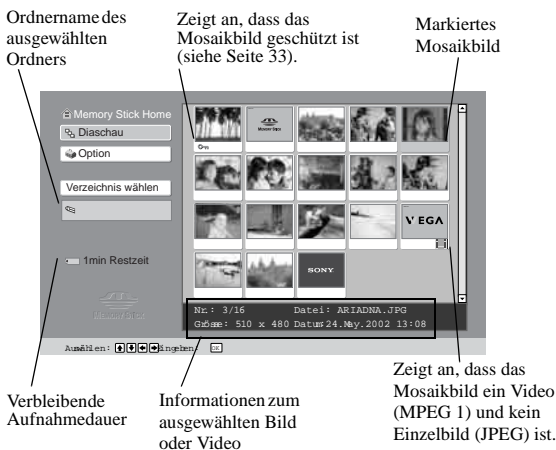 Ordnername des
ausgewählten
Ordners
Zeigt an, dass das
Mosaikbild geschützt ist
(siehe Seite 33).
Markiertes
Mosaikbild
Memory Stick Home
Diaschau
Option
Verzeichnis wählen
1min Restzeit
Memory Stick
Memory Stick
VEGA
SONY
Nr.: 3/16 Datei: ARIADNA.JPG
Grösse: 510 x 480 Datum:24.May.2002 13:08
Auswählen: Eingeben: OK
Verbleibende
Aufnahmedauer
Informationen zum
ausgewählten Bild
oder Video
Zeigt an, dass das
Mosaikbild ein Video
(MPEG 1) und kein
Einzelbild (JPEG) ist.